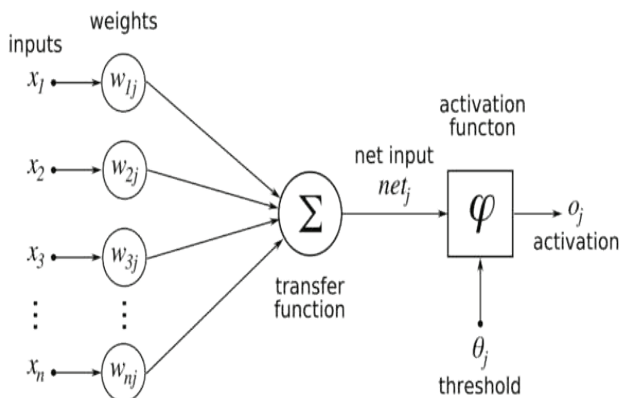 weights
inputs
x₁
w₁ⱼ
activation
functon
x₂
w₂ⱼ
net input
netⱼ
Σ
φ
oⱼ
activation
x₃
w₃ⱼ
transfer
function
⋮
⋮
xₙ
wₙⱼ
θⱼ
threshold